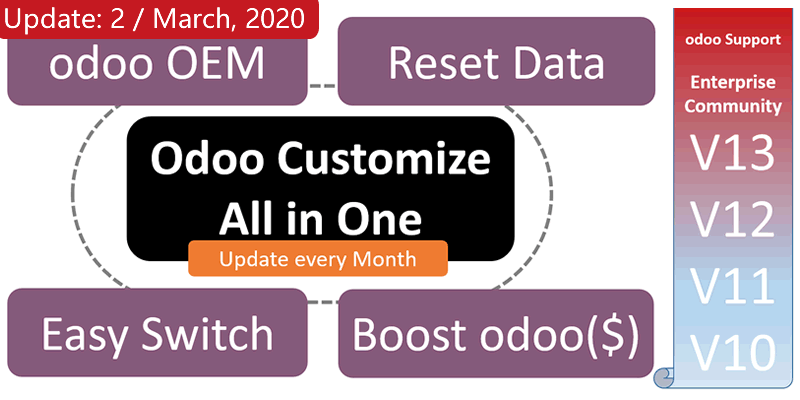 Update: 2 / March, 2020
odoo OEM
Reset Data
Odoo Customize
All in One
Update every Month
Easy Switch
Boost odoo($)
odoo Support
Enterprise
Community
V13
V12
V11
V10